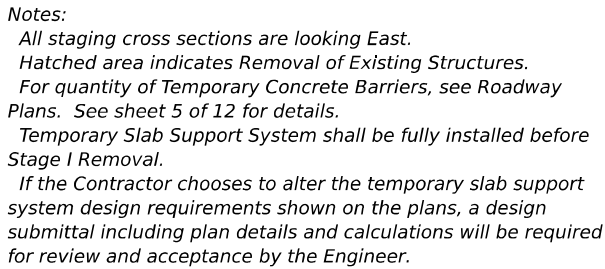 Notes:
All staging cross sections are looking East.
Hatched area indicates Removal of Existing Structures.
For quantity of Temporary Concrete Barriers, see Roadway
Plans.  See sheet 5 of 12 for details.
Temporary Slab Support System shall be fully installed before
Stage I Removal.
If the Contractor chooses to alter the temporary slab support
system design requirements shown on the plans, a design
submittal including plan details and calculations will be required
for review and acceptance by the Engineer.